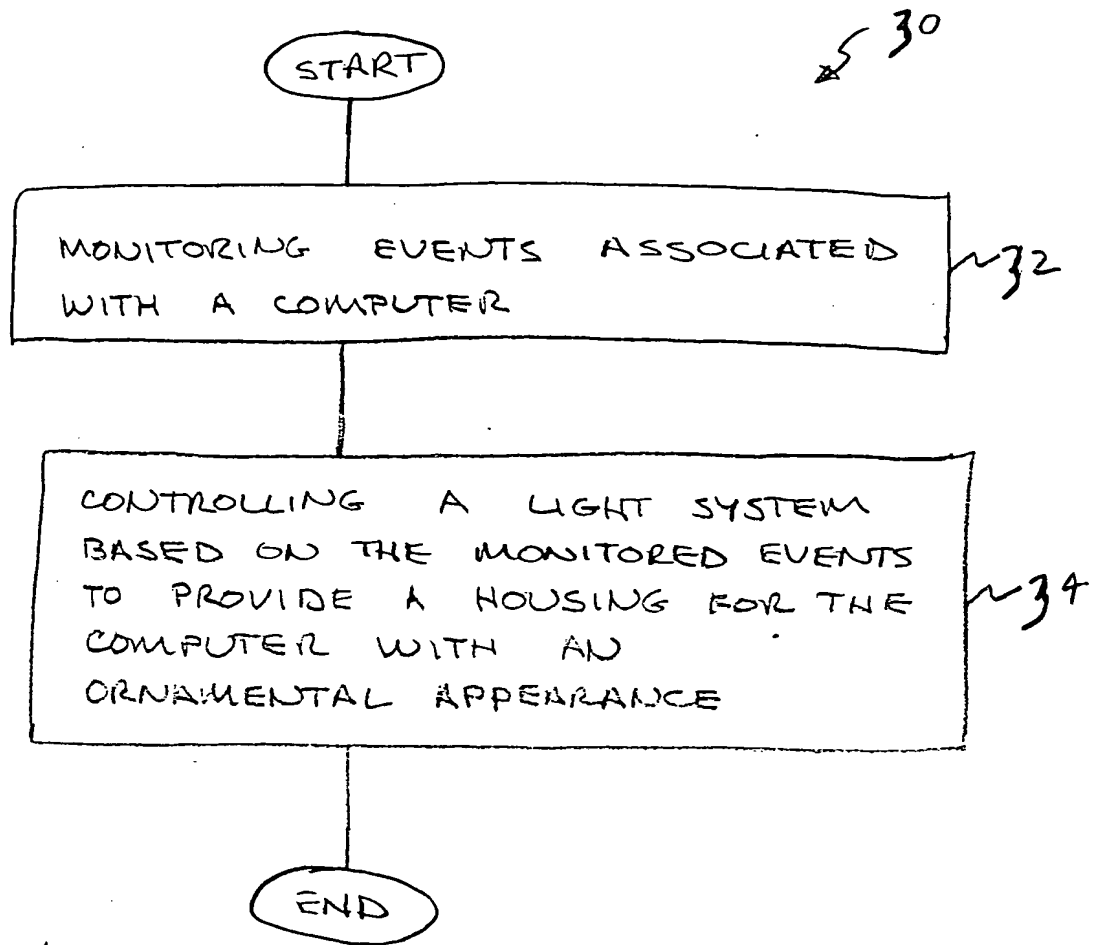 30
START
MONITORING EVENTS ASSOCIATED
WITH A COMPUTER
32
CONTROLLING A LIGHT SYSTEM
BASED ON THE MONITORED EVENTS
TO PROVIDE A HOUSING FOR THE
COMPUTER WITH AN
ORNAMENTAL APPEARANCE
34
END